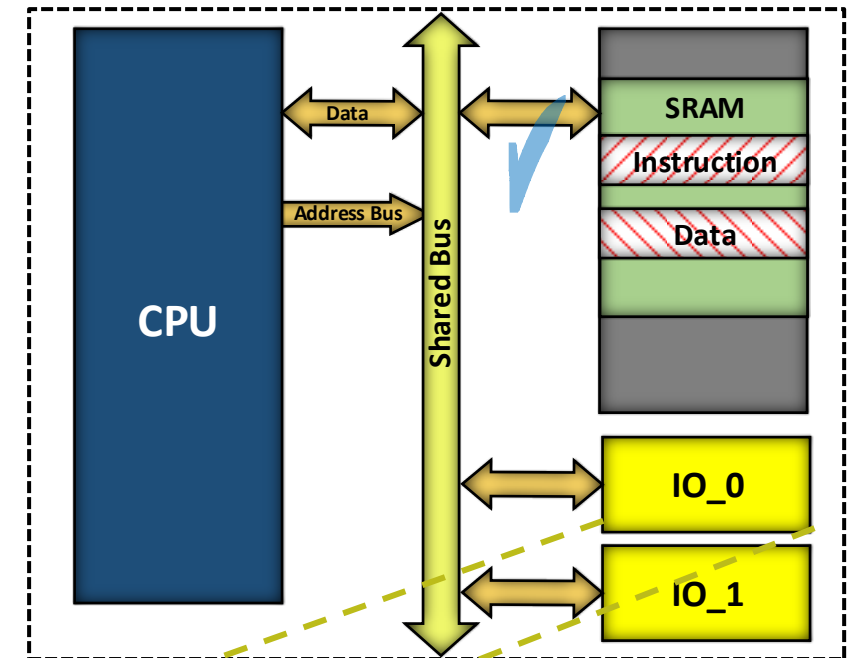 CPU
Data
Address Bus
Shared Bus
SRAM
Instruction
Data
IO_0
IO_1